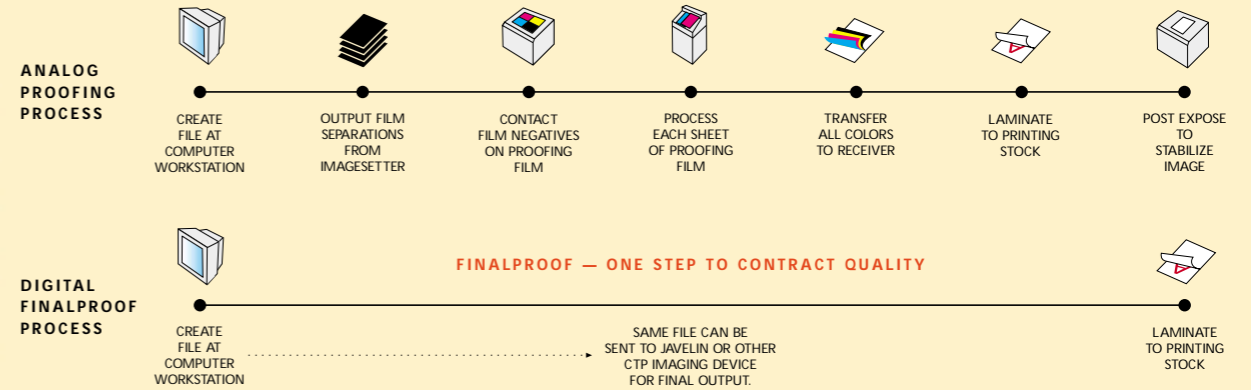 ANALOG
PROOFING
PROCESS
CREATE
FILE AT
COMPUTER
WORKSTATION
OUTPUT FILM
SEPARATIONS
FROM
IMAGESETTER
CONTACT
FILM NEGATIVES
ON PROOFING
FILM
PROCESS
EACH SHEET
OF PROOFING
FILM
TRANSFER
ALL COLORS
TO RECEIVER
LAMINATE
TO PRINTING
STOCK
POST EXPOSE
TO
STABILIZE
IMAGE
DIGITAL
FINALPROOF
PROCESS
FINALPROOF — ONE STEP TO CONTRACT QUALITY
CREATE
FILE AT
COMPUTER
WORKSTATION
SAME FILE CAN BE
SENT TO JAVELIN OR OTHER
CTP IMAGING DEVICE
FOR FINAL OUTPUT.
LAMINATE
TO PRINTING
STOCK